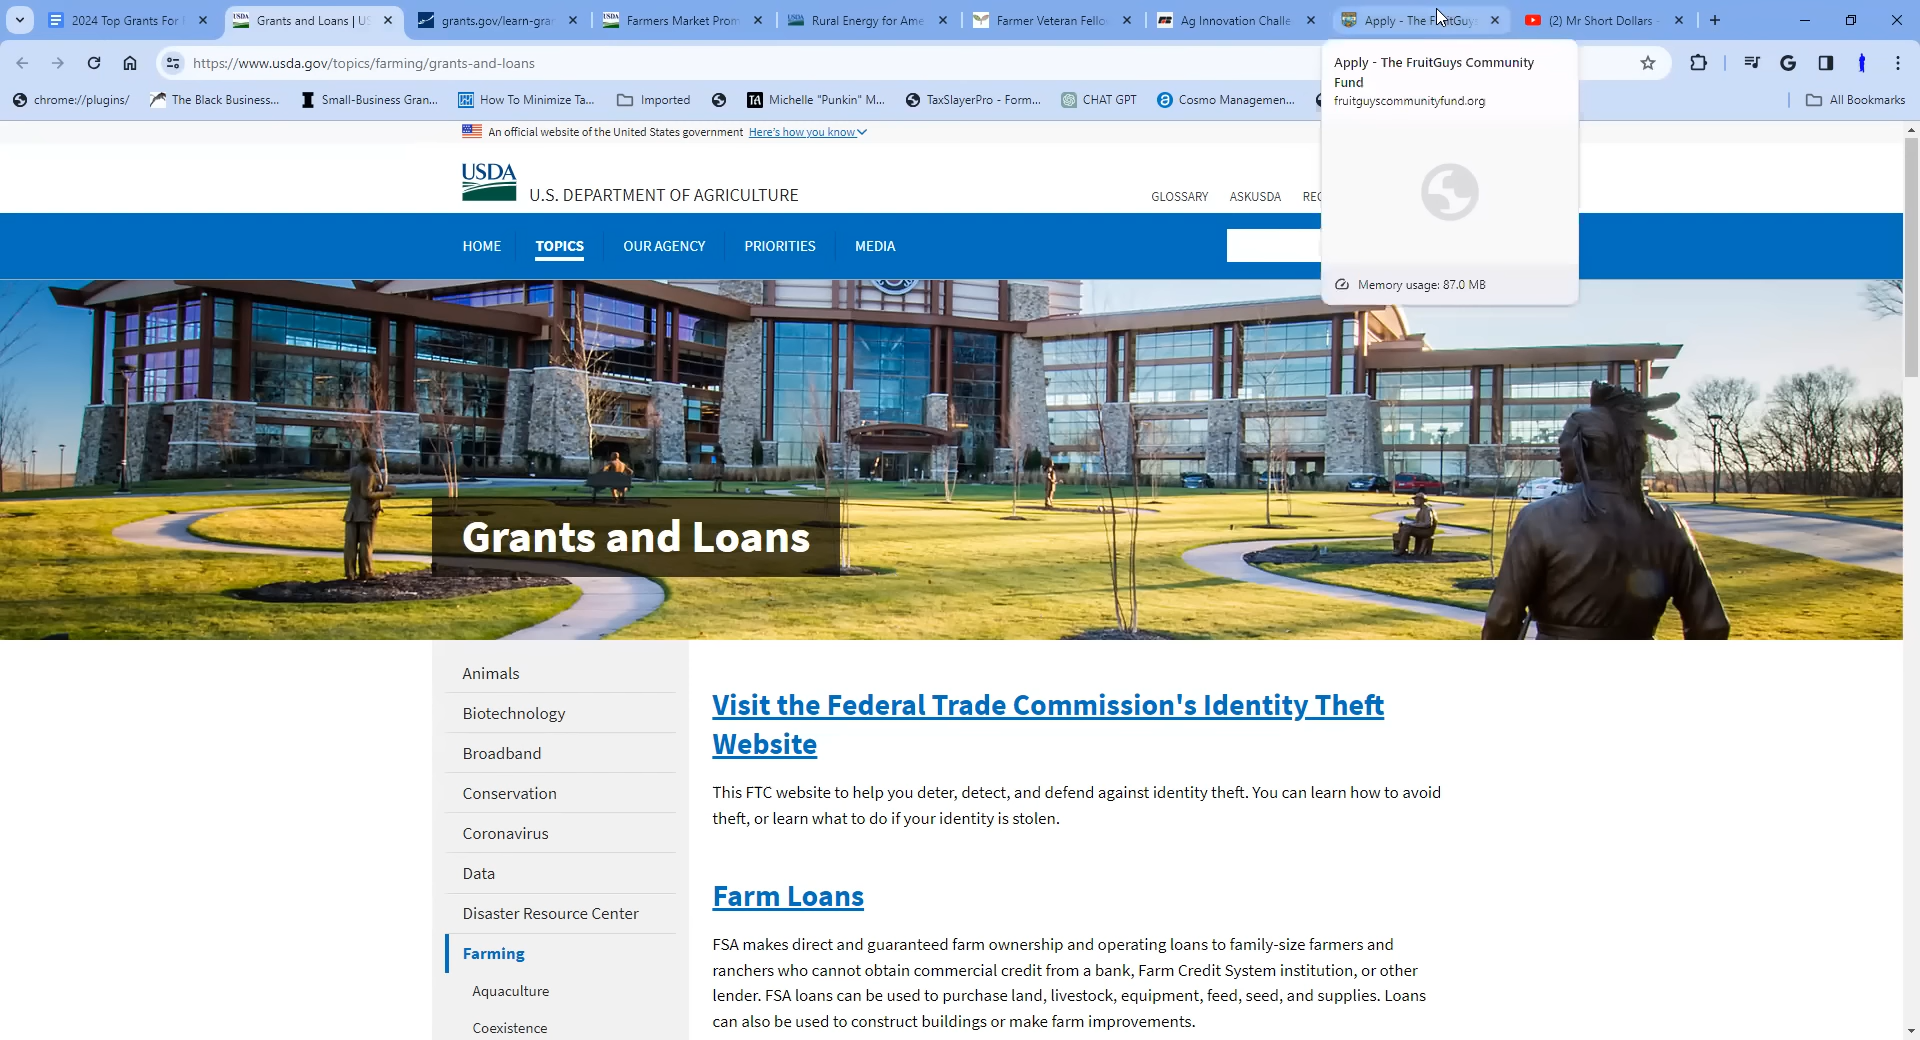 2024 Top Grants For
Grants and Loans | US
grants.gov/learn-gran
Farmers Market Prom
Rural Energy for Ame
Farmer Veteran Fello
Ag Innovation Challe
Apply - The FruitGuys
(2) Mr Short Dollars -
https://www.usda.gov/topics/farming/grants-and-loans
chrome://plugins/
The Black Business...
Small-Business Gran...
How To Minimize Ta...
Imported
Michelle "Punkin" M...
TaxSlayerPro - Form...
CHAT GPT
Cosmo Managemen...
All Bookmarks
Apply - The FruitGuys Community
Fund
fruitguyscommunityfund.org
Memory usage: 87.0 MB
An official website of the United States government Here's how you know
USDA
U.S. DEPARTMENT OF AGRICULTURE
GLOSSARY
ASKUSDA
REC
HOME
TOPICS
OUR AGENCY
PRIORITIES
MEDIA
Grants and Loans
Animals
Biotechnology
Broadband
Conservation
Coronavirus
Data
Disaster Resource Center
Farming
Aquaculture
Coexistence
Visit the Federal Trade Commission's Identity Theft
Website
This FTC website to help you deter, detect, and defend against identity theft. You can learn how to avoid
theft, or learn what to do if your identity is stolen.
Farm Loans
FSA makes direct and guaranteed farm ownership and operating loans to family-size farmers and
ranchers who cannot obtain commercial credit from a bank, Farm Credit System institution, or other
lender. FSA loans can be used to purchase land, livestock, equipment, feed, seed, and supplies. Loans
can also be used to construct buildings or make farm improvements.